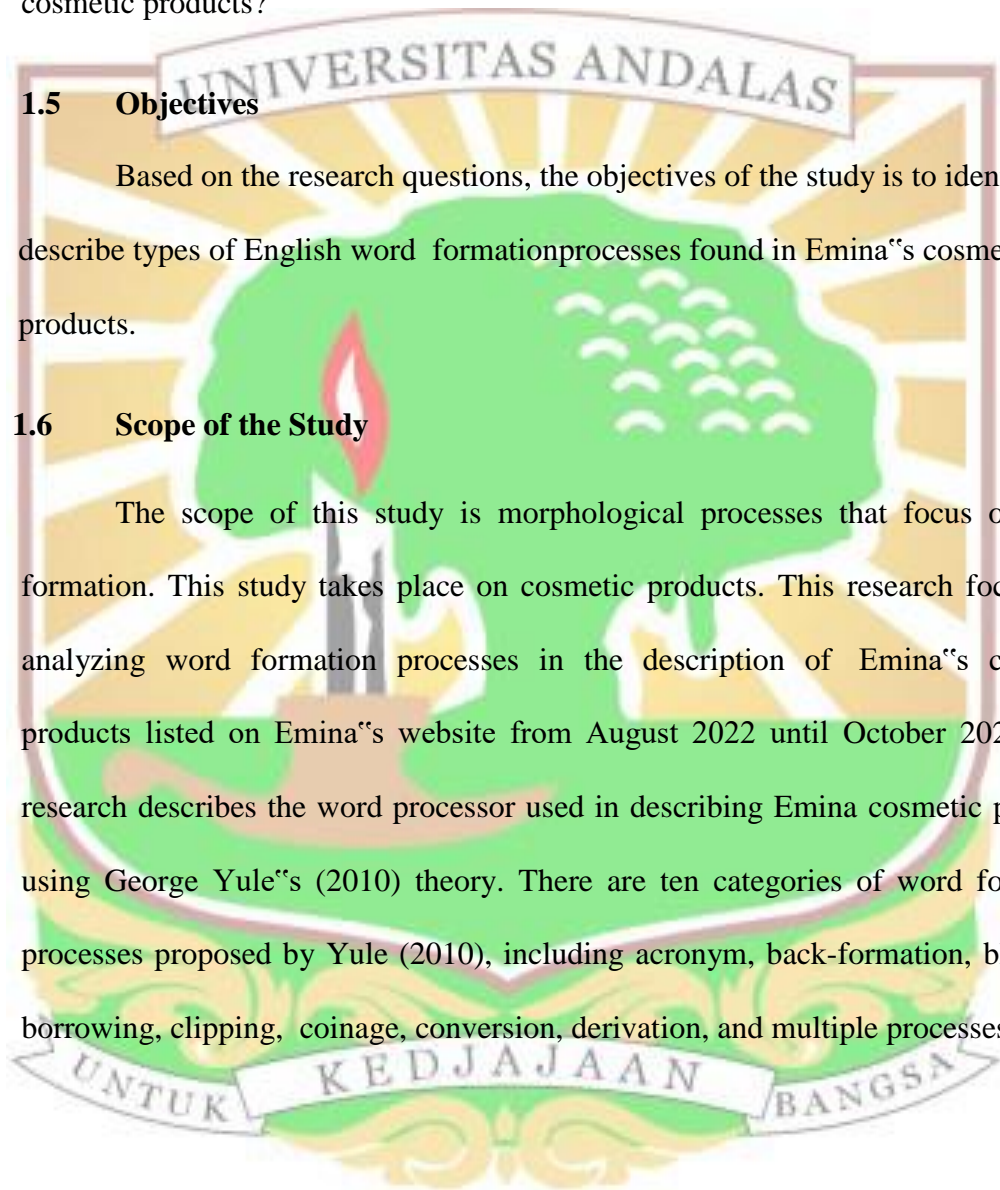 cosmetic products?
UNIVERSITAS ANDALAS
1.5 Objectives
Based on the research questions, the objectives of the study is to iden
describe types of English word formationprocesses found in Emina‟s cosme
products.
1.6 Scope of the Study
The scope of this study is morphological processes that focus o
formation. This study takes place on cosmetic products. This research foc
analyzing word formation processes in the description of Emina‟s c
products listed on Emina‟s website from August 2022 until October 202
research describes the word processor used in describing Emina cosmetic p
using George Yule‟s (2010) theory. There are ten categories of word fo
processes proposed by Yule (2010), including acronym, back-formation, b
borrowing, clipping, coinage, conversion, derivation, and multiple processes
UNTUK KEDJAJAAN BANGSA